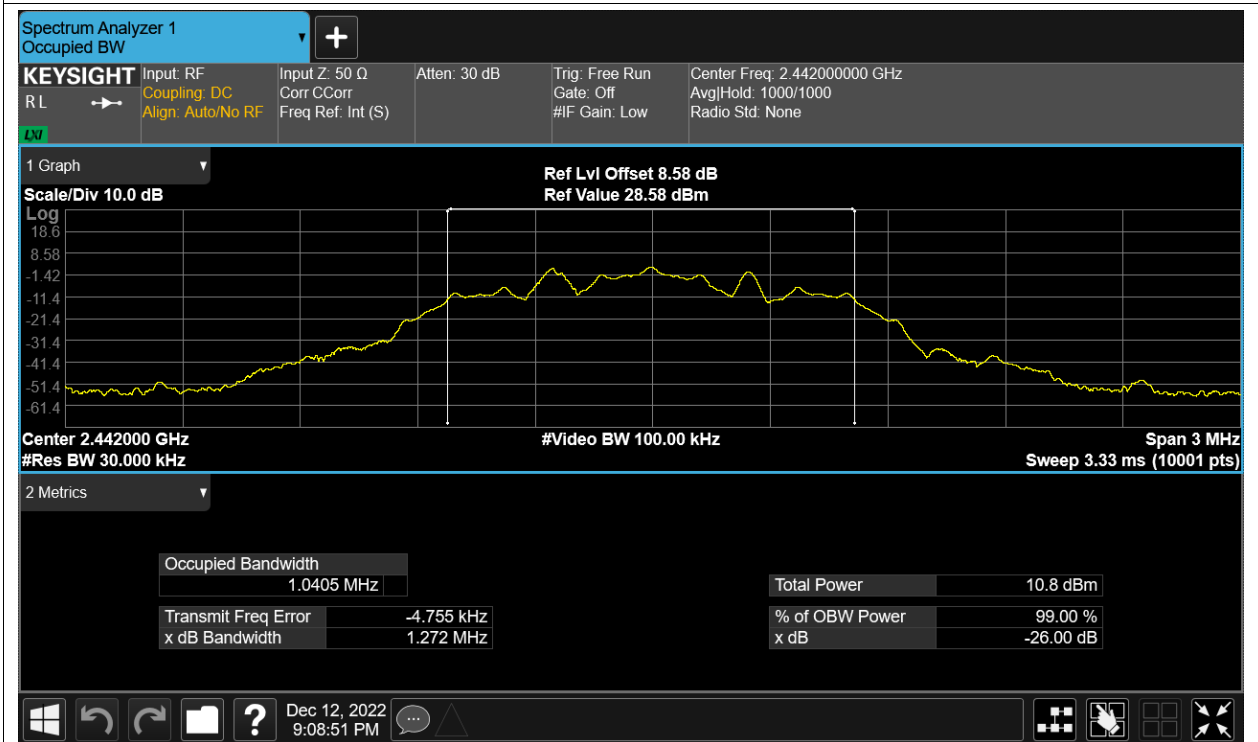 Spectrum Analyzer 1
Occupied BW
KEYSIGHT
R L
LXI
Input: RF
Coupling: DC
Align: Auto/No RF
Input Z: 50 Ω
Corr CCorr
Freq Ref: Int (S)
Atten: 30 dB
Trig: Free Run
Gate: Off
#IF Gain: Low
Center Freq: 2.442000000 GHz
Avg|Hold: 1000/1000
Radio Std: None
1 Graph
Ref Lvl Offset 8.58 dB
Scale/Div 10.0 dB
Ref Value 28.58 dBm
Log
18.6
8.58
-1.42
-11.4
-21.4
-31.4
-41.4
-51.4
-61.4
Center 2.442000 GHz
#Video BW 100.00 kHz
Span 3 MHz
#Res BW 30.000 kHz
Sweep 3.33 ms (10001 pts)
2 Metrics
Occupied Bandwidth
1.0405 MHz
Total Power 10.8 dBm
Transmit Freq Error -4.755 kHz
% of OBW Power 99.00 %
x dB Bandwidth 1.272 MHz
x dB -26.00 dB
?
Dec 12, 2022
9:08:51 PM